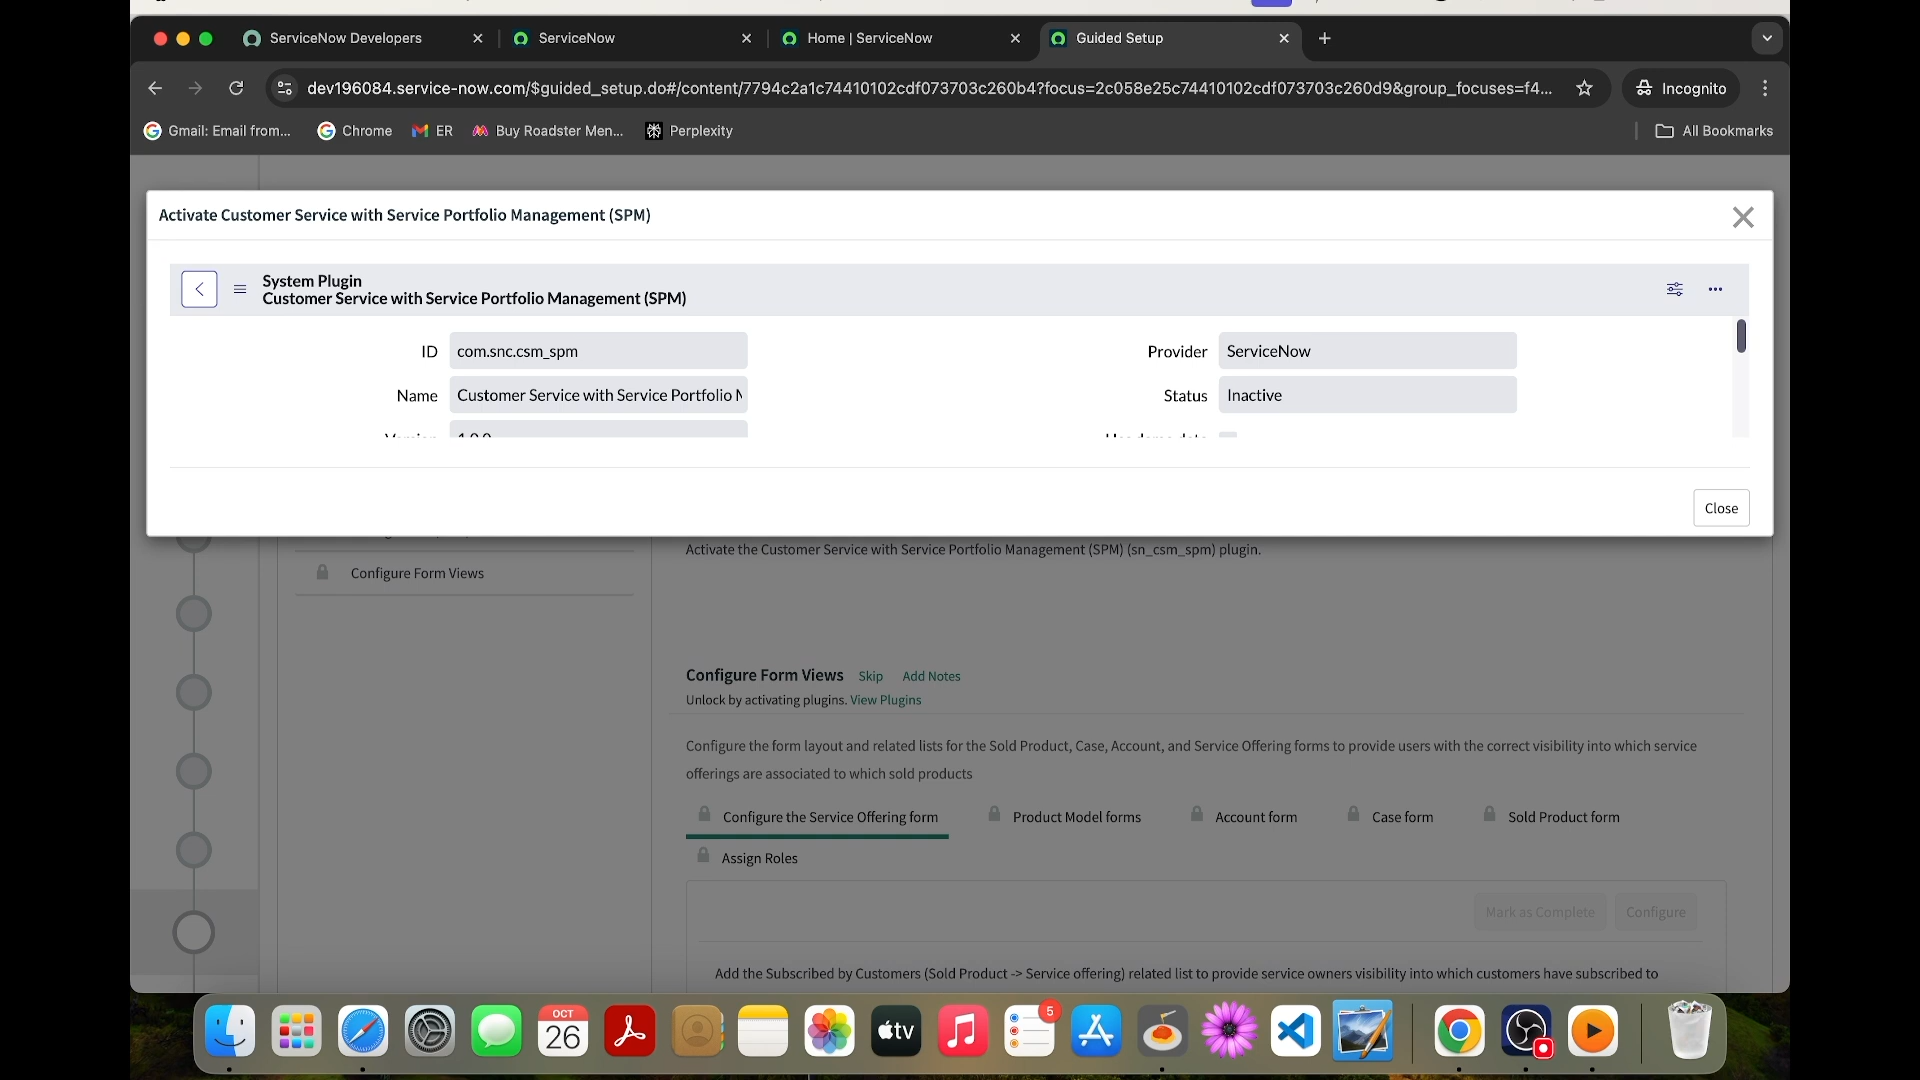 ServiceNow Developers
ServiceNow
Home | ServiceNow
Guided Setup
dev196084.service-now.com/$guided_setup.do#/content/7794c2a1c74410102cdf073703c260b4?focus=2c058e25c74410102cdf073703c260d9&group_focuses=f4...
Incognito
Gmail: Email from...
Chrome
ER
Buy Roadster Men...
Perplexity
All Bookmarks
Activate Customer Service with Service Portfolio Management (SPM)
System Plugin
Customer Service with Service Portfolio Management (SPM)
ID
com.snc.csm_spm
Provider
ServiceNow
Name
Customer Service with Service Portfolio
Status
Inactive
Version
1.0.0
Use demo data
Close
Activate the Customer Service with Service Portfolio Management (SPM) (sn_csm_spm) plugin.
Configure Form Views
Configure Form Views
Skip
Add Notes
Unlock by activating plugins. View Plugins
Configure the form layout and related lists for the Sold Product, Case, Account, and Service Offering forms to provide users with the correct visibility into which service
offerings are associated to which sold products
Configure the Service Offering form
Product Model forms
Account form
Case form
Sold Product form
Assign Roles
Mark as Complete
Configure
Add the Subscribed by Customers (Sold Product -> Service offering) related list to provide service owners visibility into which customers have subscribed to
OCT
26
tv
5